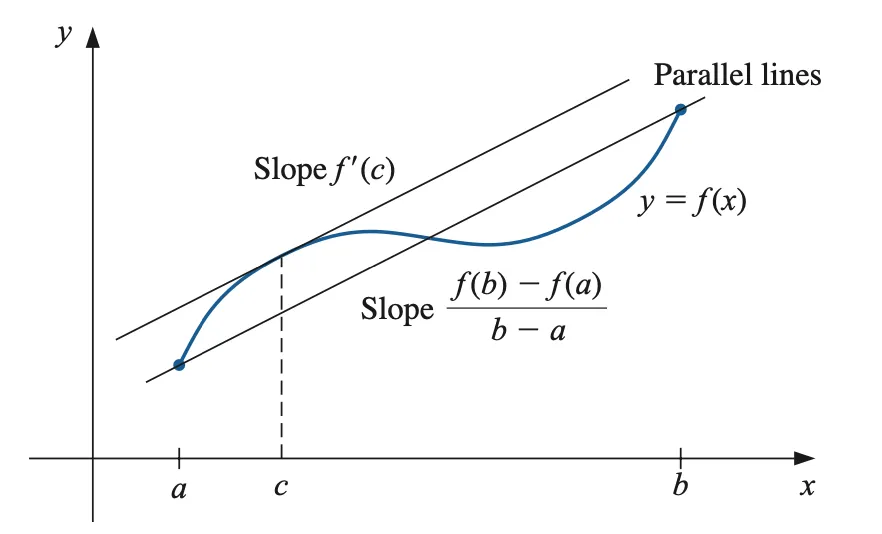 y
Parallel lines
Slope f′(c)
y = f(x)
Slope f(b) − f(a)
b − a
a
c
b
x